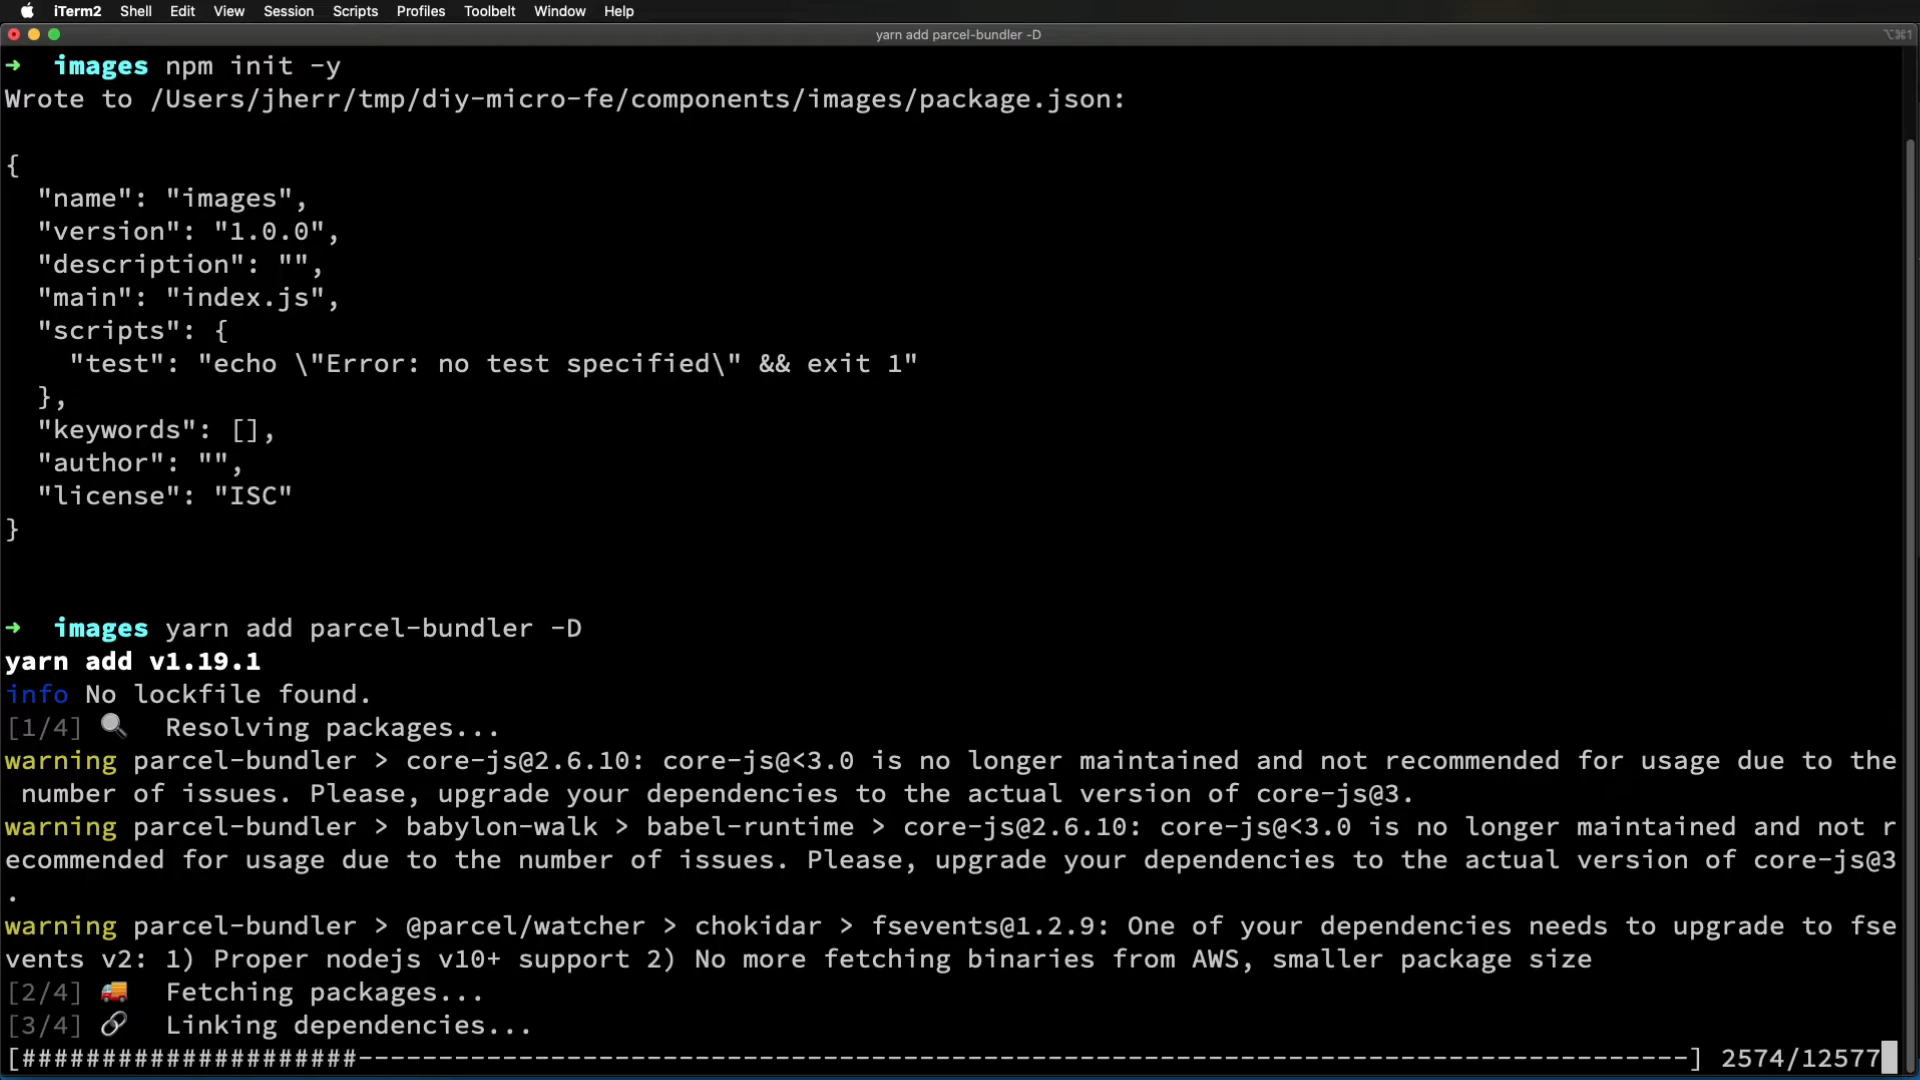 iTerm2 Shell Edit View Session Scripts Profiles Toolbelt Window Help
yarn add parcel-bundler -D ⌥⌘1
➜ images npm init -y
Wrote to /Users/jherr/tmp/diy-micro-fe/components/images/package.json:
{
"name": "images",
"version": "1.0.0",
"description": "",
"main": "index.js",
"scripts": {
"test": "echo \"Error: no test specified\" && exit 1"
},
"keywords": [],
"author": "",
"license": "ISC"
}
➜ images yarn add parcel-bundler -D
yarn add v1.19.1
info No lockfile found.
[1/4] 🔍 Resolving packages...
warning parcel-bundler > core-js@2.6.10: core-js@<3.0 is no longer maintained and not recommended for usage due to the
number of issues. Please, upgrade your dependencies to the actual version of core-js@3.
warning parcel-bundler > babylon-walk > babel-runtime > core-js@2.6.10: core-js@<3.0 is no longer maintained and not r
ecommended for usage due to the number of issues. Please, upgrade your dependencies to the actual version of core-js@3
.
warning parcel-bundler > @parcel/watcher > chokidar > fsevents@1.2.9: One of your dependencies needs to upgrade to fse
vents v2: 1) Proper nodejs v10+ support 2) No more fetching binaries from AWS, smaller package size
[2/4] 🚚 Fetching packages...
[3/4] 🔗 Linking dependencies...
[#####################-----------------------------------------------------------------------------------] 2574/12577